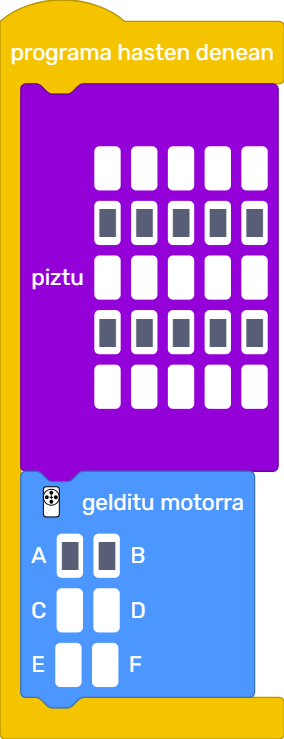 programa hasten denean
piztu
gelditu motorra
A B
C D
E F